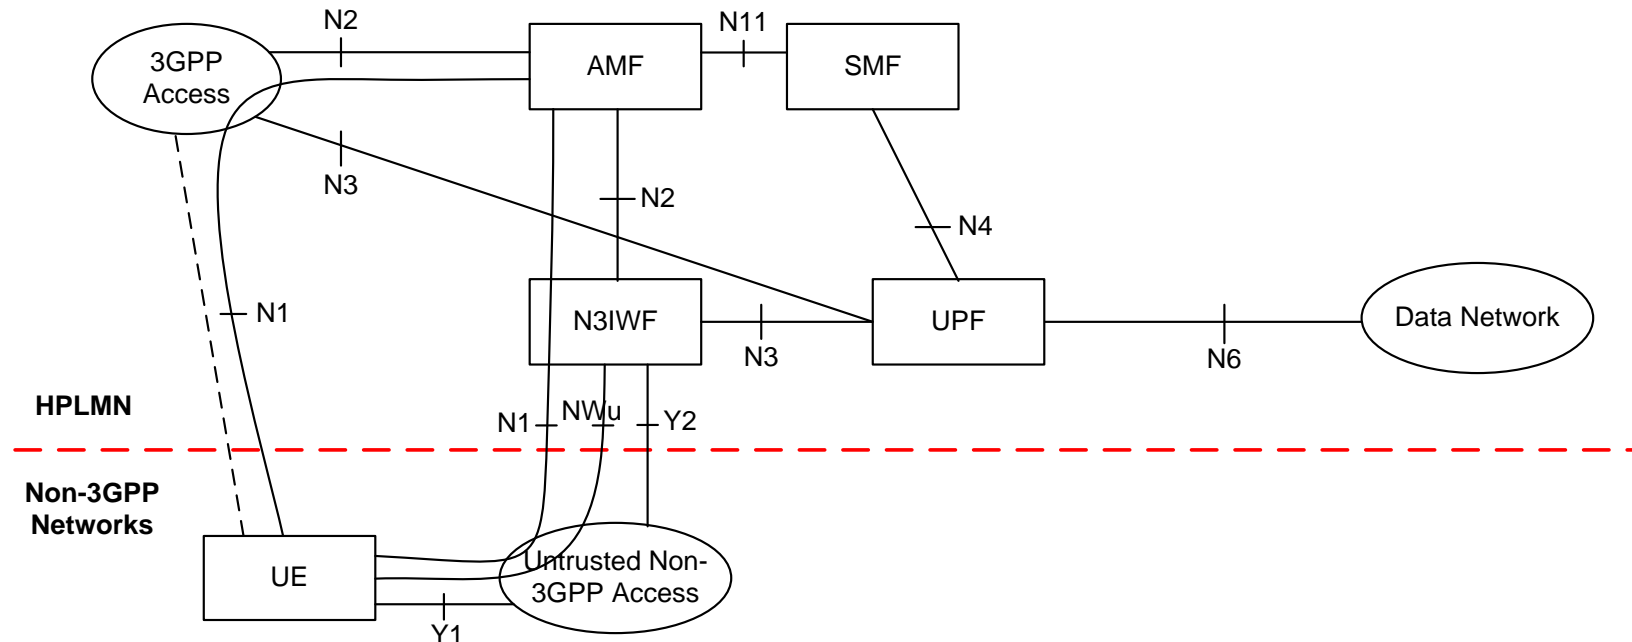 N2
N11
3GPP
Access
AMF
SMF
N3
N2
N4
N1
N3IWF
N3
UPF
N6
Data Network
HPLMN
N1
NWu
Y2
Non-3GPP
Networks
UE
Untrusted Non-
3GPP Access
Y1